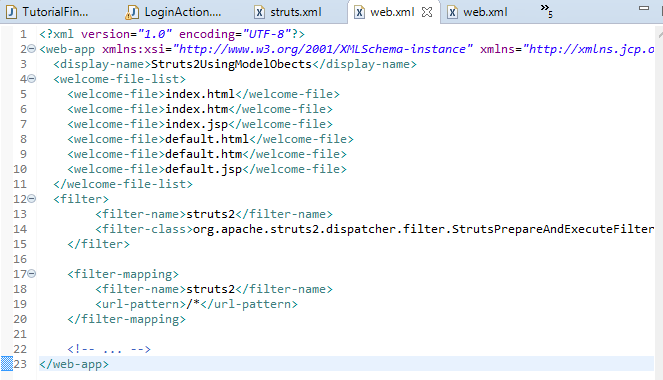 TutorialFin... LoginAction.... struts.xml web.xml web.xml »5
1 <?xml version="1.0" encoding="UTF-8"?>
2 <web-app xmlns:xsi="http://www.w3.org/2001/XMLSchema-instance" xmlns="http://xmlns.jcp.o
3 <display-name>Struts2UsingModelObects</display-name>
4 <welcome-file-list>
5 <welcome-file>index.html</welcome-file>
6 <welcome-file>index.htm</welcome-file>
7 <welcome-file>index.jsp</welcome-file>
8 <welcome-file>default.html</welcome-file>
9 <welcome-file>default.htm</welcome-file>
10 <welcome-file>default.jsp</welcome-file>
11 </welcome-file-list>
12 <filter>
13 <filter-name>struts2</filter-name>
14 <filter-class>org.apache.struts2.dispatcher.filter.StrutsPrepareAndExecuteFilter
15 </filter>
16
17 <filter-mapping>
18 <filter-name>struts2</filter-name>
19 <url-pattern>/*</url-pattern>
20 </filter-mapping>
21
22 <!-- ... -->
23 </web-app>